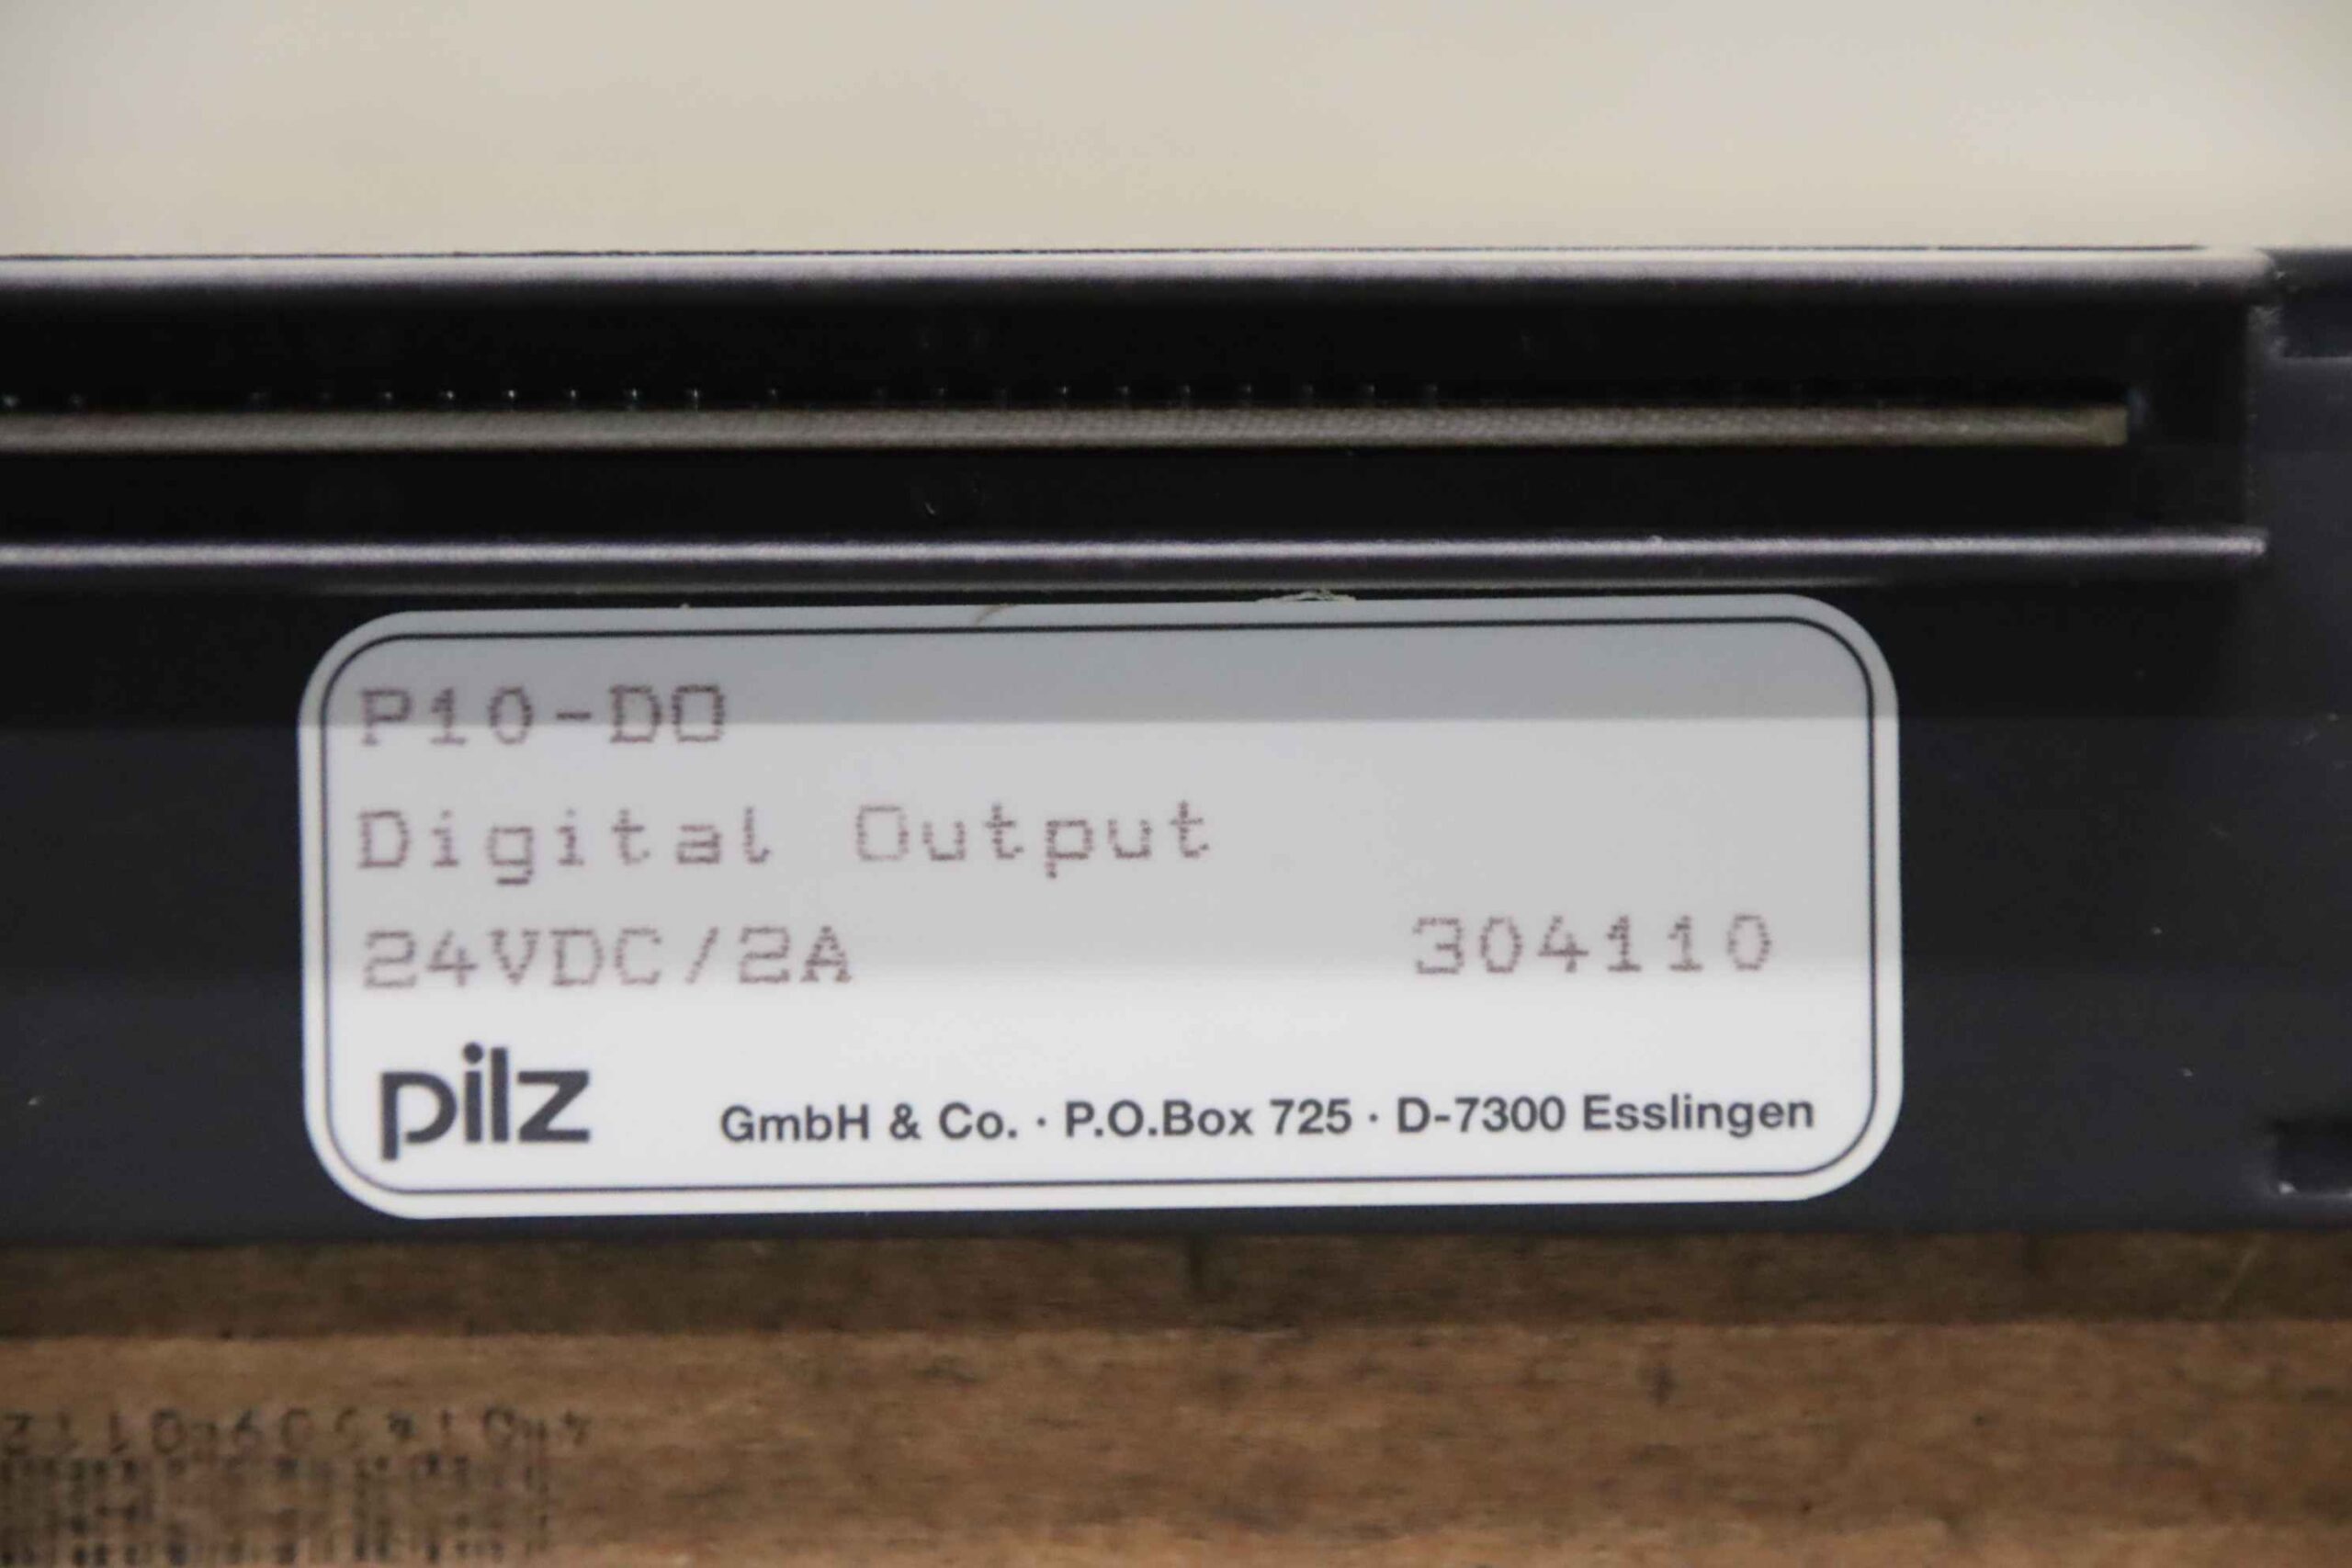 P10-DO
Digital Output
24VDC/2A 304110
pilz GmbH & Co. · P.O.Box 725 · D-7300 Esslingen